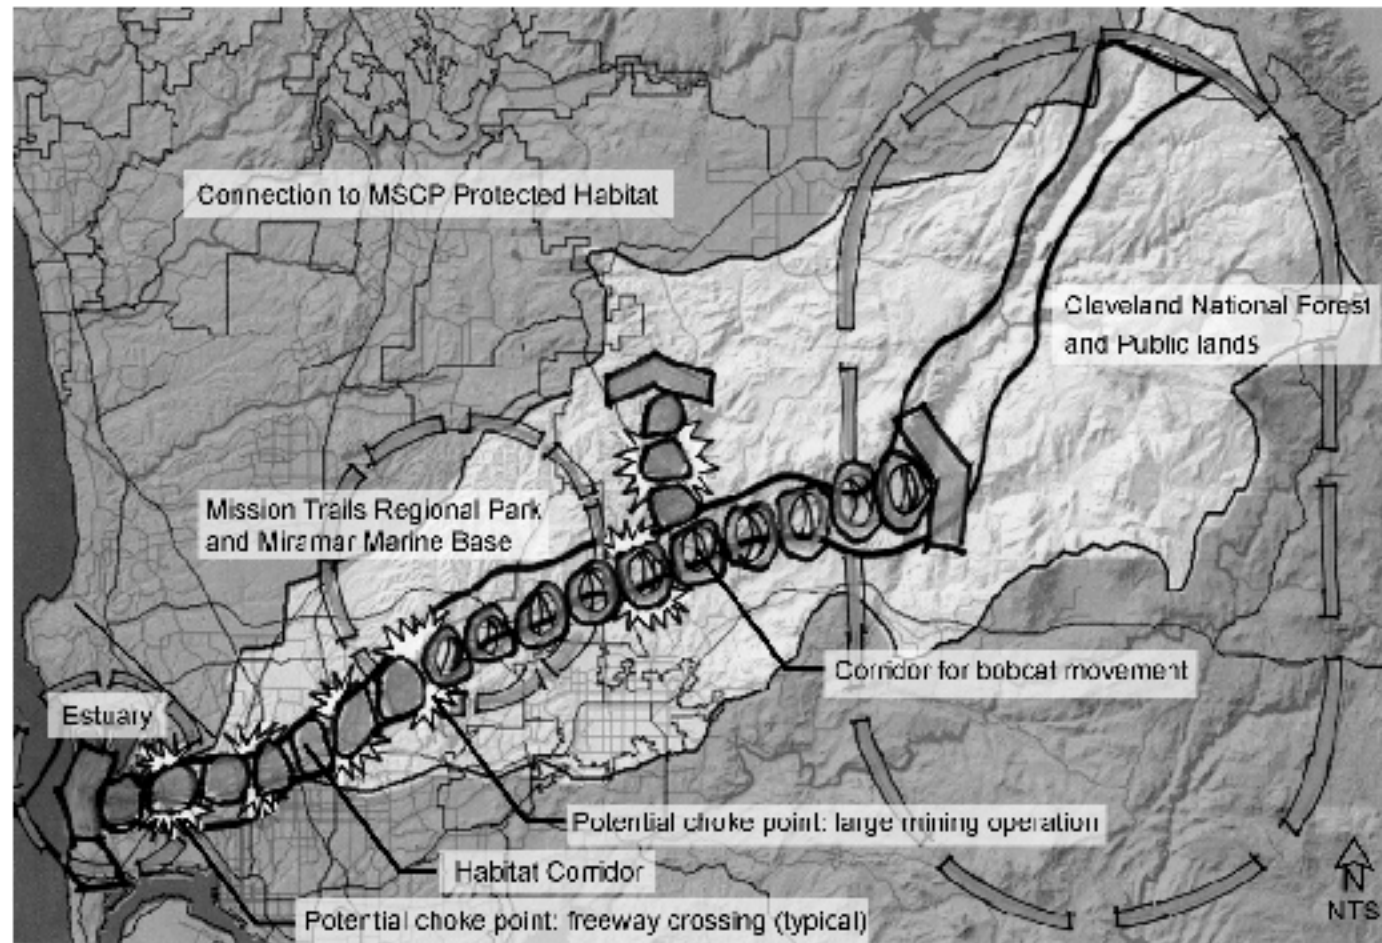 Connection to MSCP Protected Habitat
Cleveland National Forest
and Public lands
Mission Trails Regional Park
and Miramar Marine Base
Corridor for bobcat movement
Estuary
Potential choke point: large mining operation
Habitat Corridor
Potential choke point: freeway crossing (typical)
N
NTS